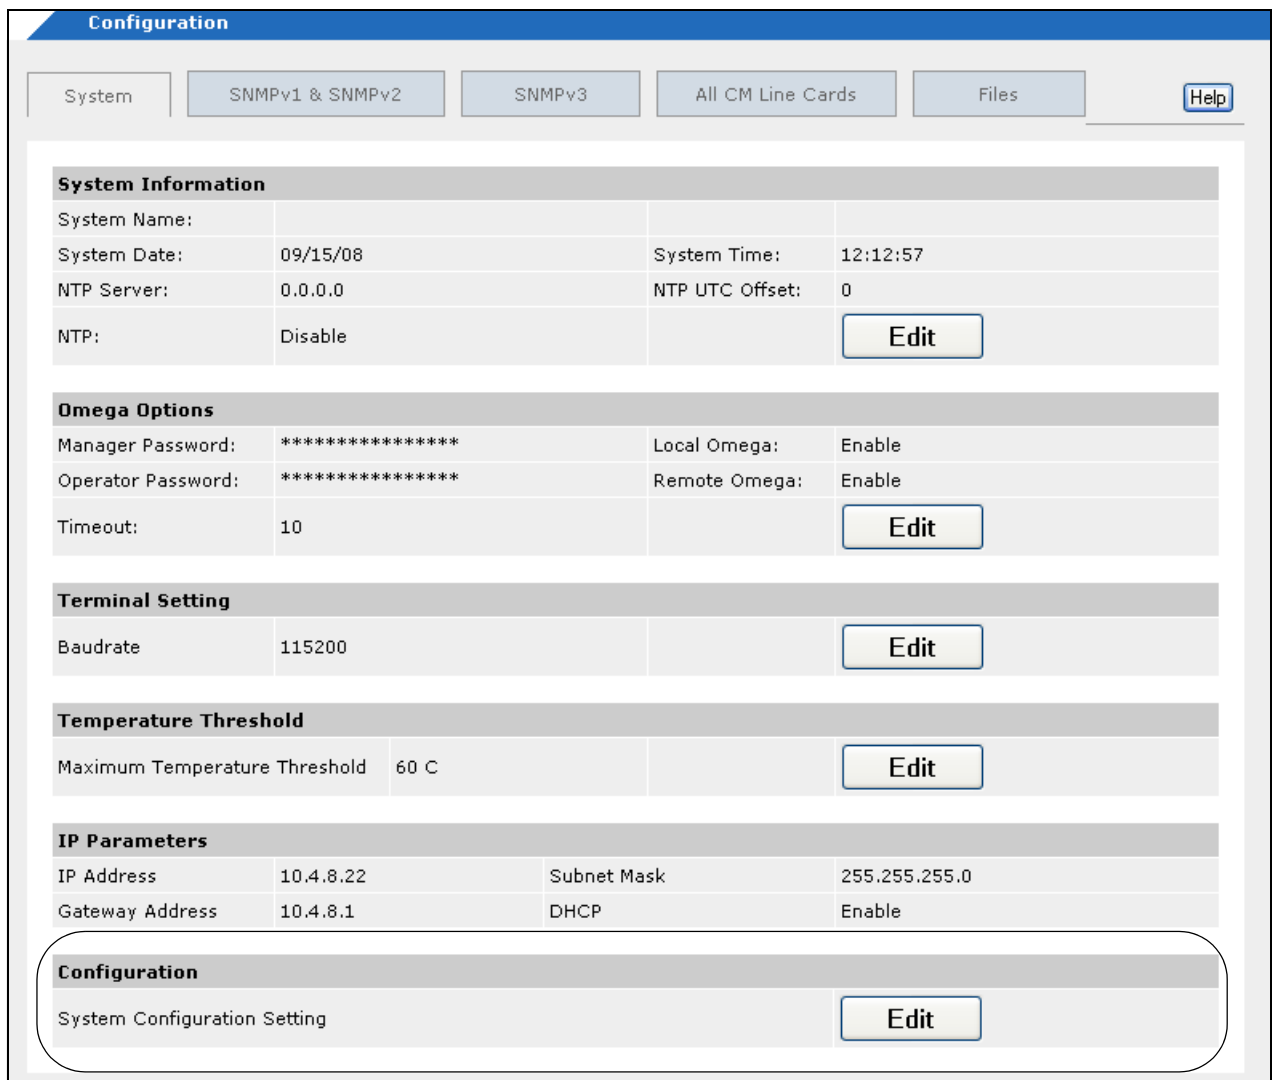 Configuration
System SNMPv1 & SNMPv2 SNMPv3 All CM Line Cards Files Help
System Information
System Name:
System Date: 09/15/08 System Time: 12:12:57
NTP Server: 0.0.0.0 NTP UTC Offset: 0
NTP: Disable Edit
Omega Options
Manager Password: **************** Local Omega: Enable
Operator Password: **************** Remote Omega: Enable
Timeout: 10 Edit
Terminal Setting
Baudrate 115200 Edit
Temperature Threshold
Maximum Temperature Threshold 60 C Edit
IP Parameters
IP Address 10.4.8.22 Subnet Mask 255.255.255.0
Gateway Address 10.4.8.1 DHCP Enable
Configuration
System Configuration Setting Edit